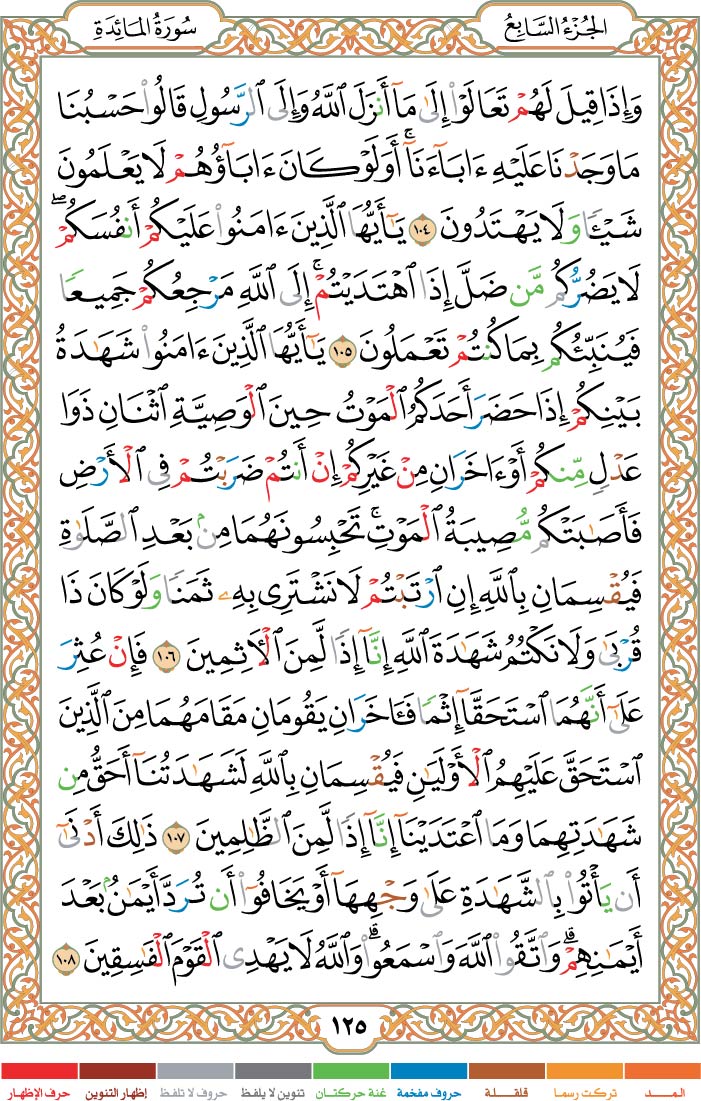 الجُزْءُ السَّابِعُ
سُورَةُ المَائِدَةِ
وَإِذَا قِيلَ لَهُمْ تَعَالَوْا۟ إِلَىٰ مَآ أَنزَلَ ٱللَّهُ وَإِلَى ٱلرَّسُولِ قَالُوا۟ حَسْبُنَا
مَا وَجَدْنَا عَلَيْهِ ءَابَآءَنَآ ۚ أَوَلَوْ كَانَ ءَابَآؤُهُمْ لَا يَعْلَمُونَ
شَيْـًٔا وَلَا يَهْتَدُونَ ١٠٤ يَـٰٓأَيُّهَا ٱلَّذِينَ ءَامَنُوا۟ عَلَيْكُمْ أَنفُسَكُمْ ۖ
لَا يَضُرُّكُم مَّن ضَلَّ إِذَا ٱهْتَدَيْتُمْ ۚ إِلَى ٱللَّهِ مَرْجِعُكُمْ جَمِيعًا
فَيُنَبِّئُكُم بِمَا كُنتُمْ تَعْمَلُونَ ١٠٥ يَـٰٓأَيُّهَا ٱلَّذِينَ ءَامَنُوا۟ شَهَـٰدَةُ
بَيْنِكُمْ إِذَا حَضَرَ أَحَدَكُمُ ٱلْمَوْتُ حِينَ ٱلْوَصِيَّةِ ٱثْنَانِ ذَوَا
عَدْلٍ مِّنكُمْ أَوْ ءَاخَرَانِ مِنْ غَيْرِكُمْ إِنْ أَنتُمْ ضَرَبْتُمْ فِى ٱلْأَرْضِ
فَأَصَـٰبَتْكُم مُّصِيبَةُ ٱلْمَوْتِ ۚ تَحْبِسُونَهُمَا مِنۢ بَعْدِ ٱلصَّلَوٰةِ
فَيُقْسِمَانِ بِٱللَّهِ إِنِ ٱرْتَبْتُمْ لَا نَشْتَرِى بِهِۦ ثَمَنًا وَلَوْ كَانَ ذَا
قُرْبَىٰ ۙ وَلَا نَكْتُمُ شَهَـٰدَةَ ٱللَّهِ إِنَّآ إِذًا لَّمِنَ ٱلْـَٔاثِمِينَ ١٠٦ فَإِنْ عُثِرَ
عَلَىٰٓ أَنَّهُمَا ٱسْتَحَقَّآ إِثْمًا فَـَٔاخَرَانِ يَقُومَانِ مَقَامَهُمَا مِنَ ٱلَّذِينَ
ٱسْتَحَقَّ عَلَيْهِمُ ٱلْأَوْلَيَـٰنِ فَيُقْسِمَانِ بِٱللَّهِ لَشَهَـٰدَتُنَآ أَحَقُّ مِن
شَهَـٰدَتِهِمَا وَمَا ٱعْتَدَيْنَآ إِنَّآ إِذًا لَّمِنَ ٱلظَّـٰلِمِينَ ١٠٧ ذَٰلِكَ أَدْنَىٰٓ
أَن يَأْتُوا۟ بِٱلشَّهَـٰدَةِ عَلَىٰ وَجْهِهَآ أَوْ يَخَافُوٓا۟ أَن تُرَدَّ أَيْمَـٰنٌۢ بَعْدَ
أَيْمَـٰنِهِمْ ۗ وَٱتَّقُوا۟ ٱللَّهَ وَٱسْمَعُوا۟ ۗ وَٱللَّهُ لَا يَهْدِى ٱلْقَوْمَ ٱلْفَـٰسِقِينَ ١٠٨
١٢٥
المد تركت رسما قلقلة حروف مفخمة غنة حركتان تنوين لا يلفظ حروف لا تلفظ إظهار التنوين حرف الإظهار